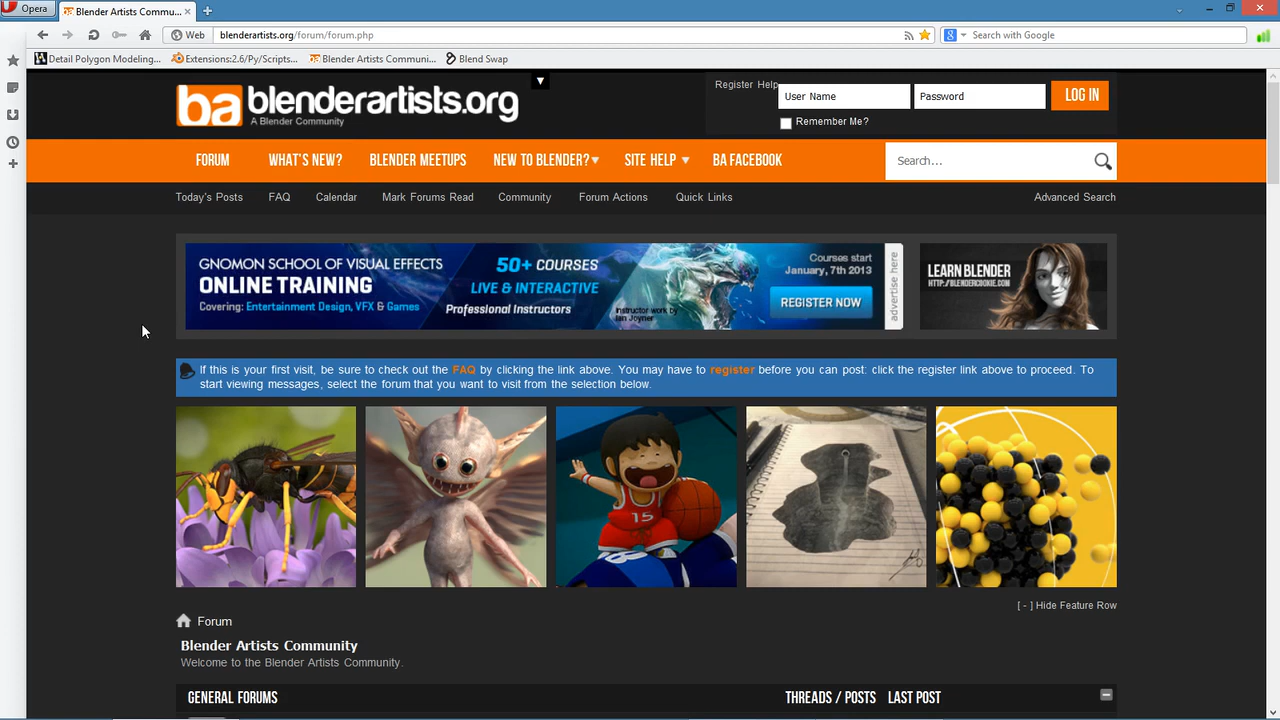 Opera
Blender Artists Commu...
Web
blenderartists.org/forum/forum.php
Search with Google
Detail Polygon Modeling...
Extensions:2.6/Py/Scripts...
Blender Artists Communi...
Blend Swap
ba blenderartists.org
A Blender Community
Register Help
User Name
Password
LOG IN
Remember Me?
FORUM
WHAT'S NEW?
BLENDER MEETUPS
NEW TO BLENDER?
SITE HELP
BA FACEBOOK
Search...
Today's Posts
FAQ
Calendar
Mark Forums Read
Community
Forum Actions
Quick Links
Advanced Search
GNOMON SCHOOL OF VISUAL EFFECTS
ONLINE TRAINING
Covering: Entertainment Design, VFX & Games
50+ COURSES
LIVE & INTERACTIVE
Professional Instructors
Instructor work by
Ian Joyner
Courses start
January, 7th 2013
REGISTER NOW
advertise here
LEARN BLENDER
HTTP://BLENDERCOOKIE.COM
If this is your first visit, be sure to check out the FAQ by clicking the link above. You may have to register before you can post: click the register link above to proceed. To
start viewing messages, select the forum that you want to visit from the selection below.
15
[ - ] Hide Feature Row
Forum
Blender Artists Community
Welcome to the Blender Artists Community.
GENERAL FORUMS
THREADS / POSTS
LAST POST